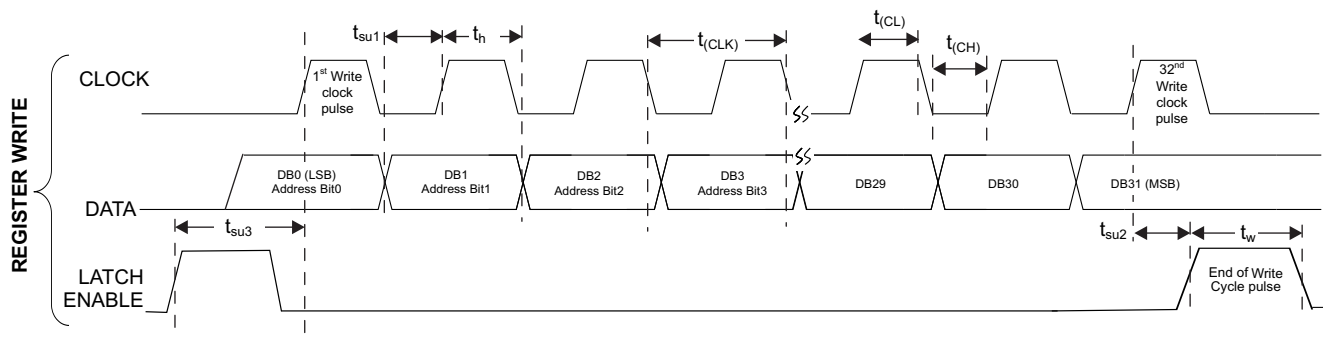 t(CL)
tsu1
th
t(CLK)
t(CH)
REGISTER WRITE
CLOCK
1st Write
clock
pulse
32nd
Write
clock
pulse
DATA
DB0 (LSB)
Address Bit0
DB1
Address Bit1
DB2
Address Bit2
DB3
Address Bit3
DB29
DB30
DB31 (MSB)
tsu3
tsu2
tw
LATCH
ENABLE
End of Write
Cycle pulse